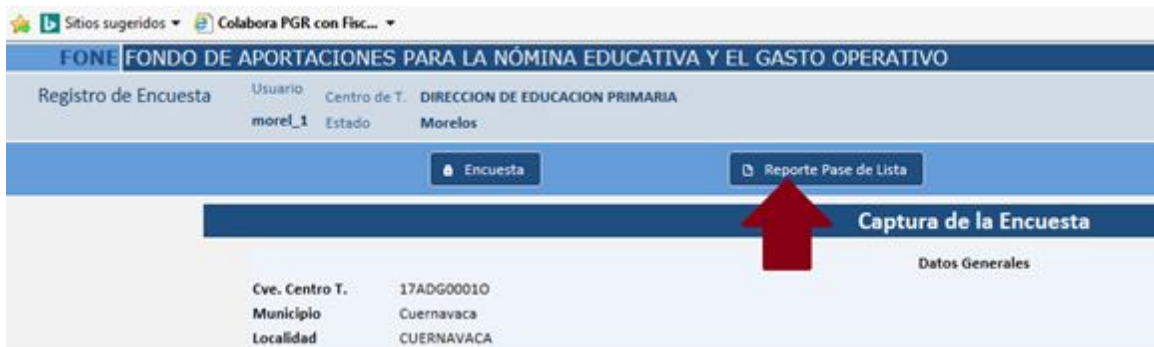 Sitios sugeridos Colabora PGR con Fisc...
FONE FONDO DE APORTACIONES PARA LA NÓMINA EDUCATIVA Y EL GASTO OPERATIVO
Registro de Encuesta Usuario Centro de T. DIRECCION DE EDUCACION PRIMARIA
morel_1 Estado Morelos
Encuesta Reporte Pase de Lista
Captura de la Encuesta
Datos Generales
Cve. Centro T. 17ADG0001O
Municipio Cuernavaca
Localidad CUERNAVACA